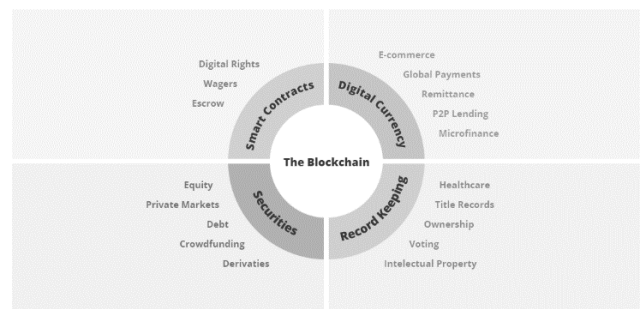 Smart Contracts
Digital Rights
Wagers
Escrow
Digital Currency
E-commerce
Global Payments
Remittance
P2P Lending
Microfinance
The Blockchain
Securities
Equity
Private Markets
Debt
Crowdfunding
Derivaties
Record Keeping
Healthcare
Title Records
Ownership
Voting
Intelectual Property